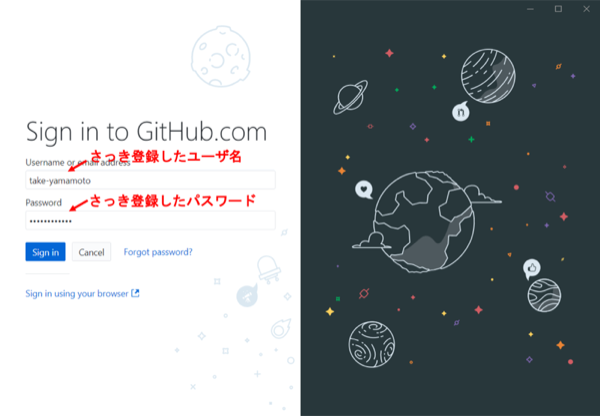 Sign in to GitHub.com
Username or email address
さっき登録したユーザ名
take-yamamoto
Password
さっき登録したパスワード
••••••••••••
Sign in
Cancel
Forgot password?
Sign in using your browser
n